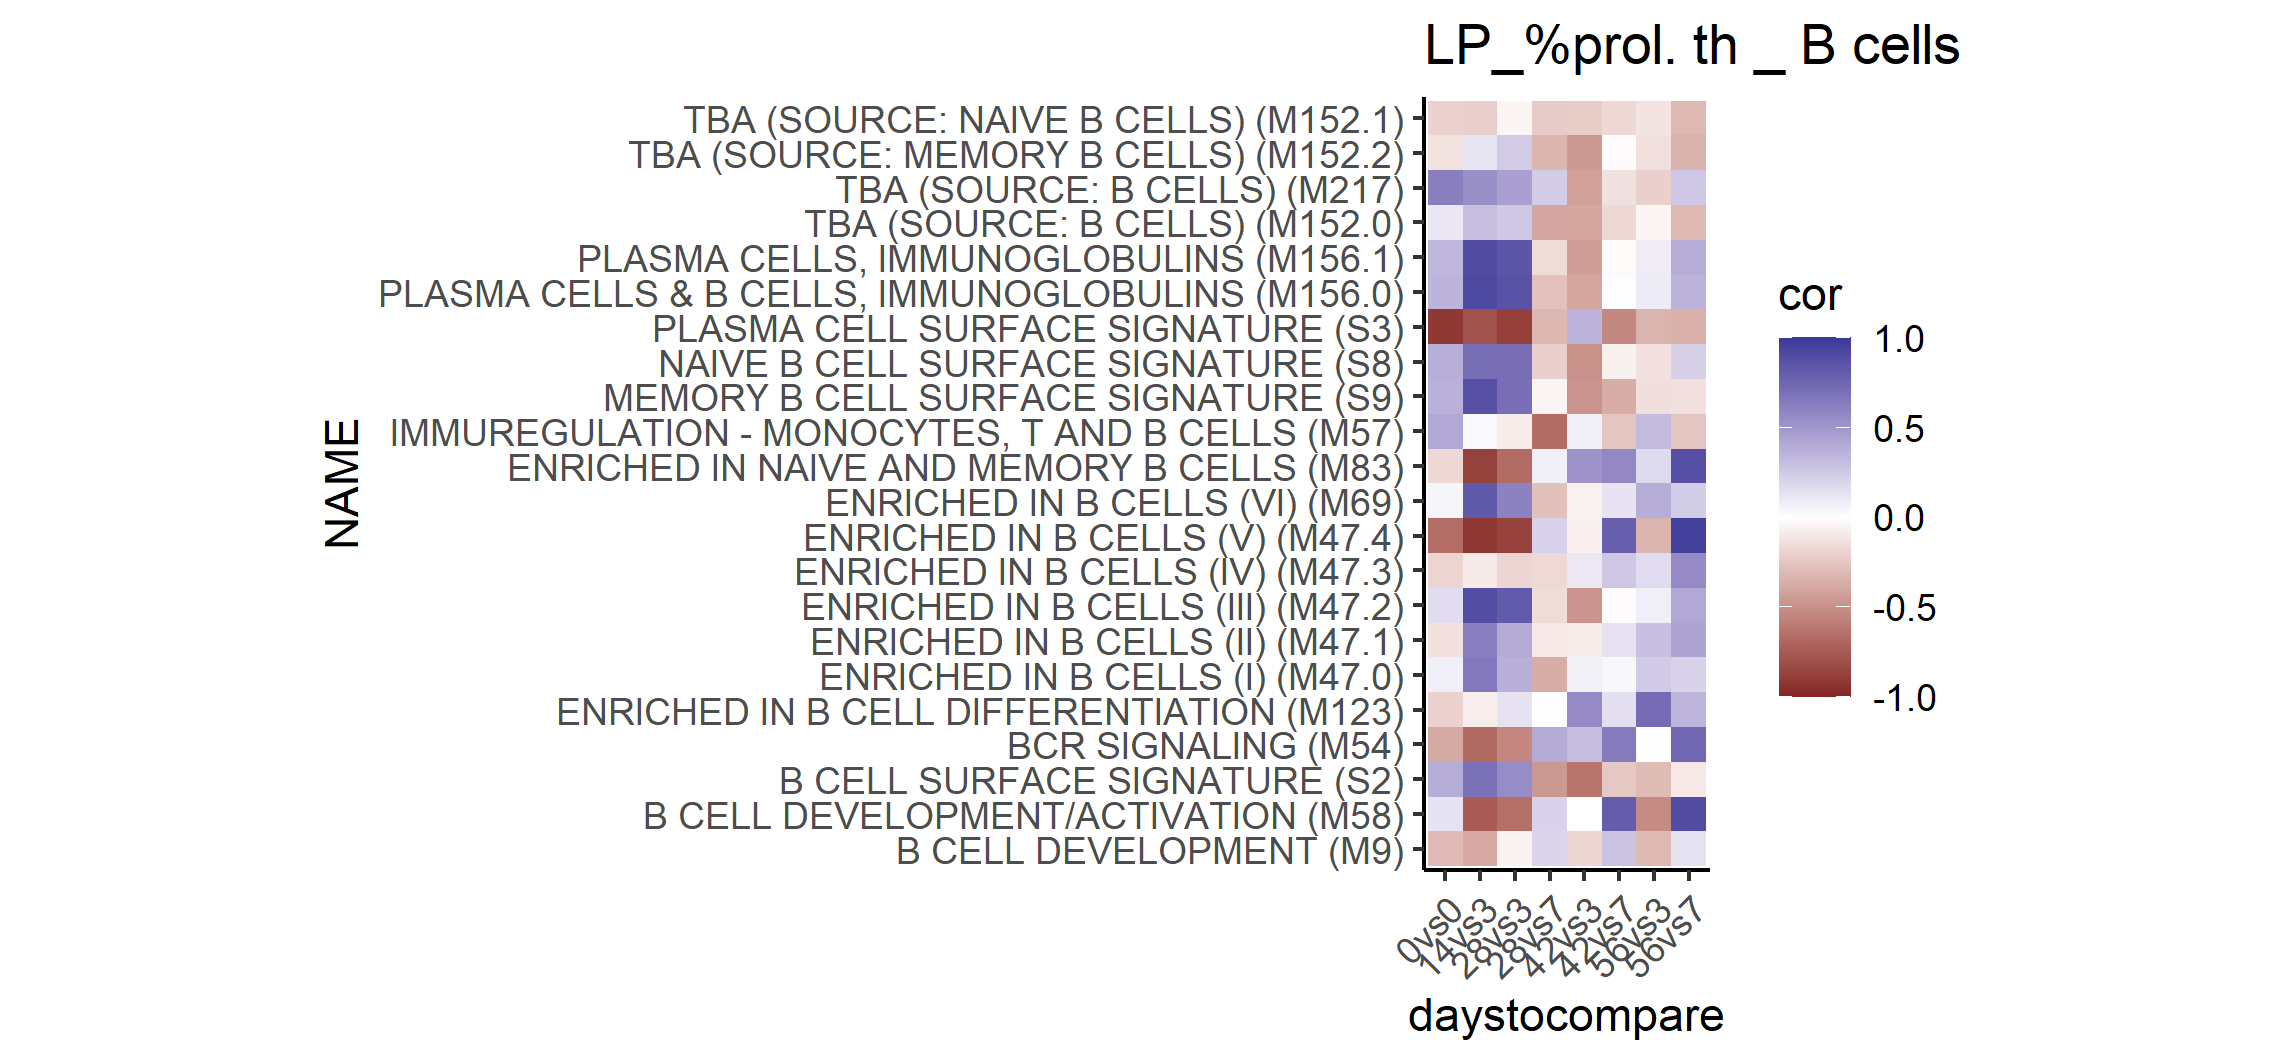 LP_%prol. th _ B cells
TBA (SOURCE: NAIVE B CELLS) (M152.1)
TBA (SOURCE: MEMORY B CELLS) (M152.2)
TBA (SOURCE: B CELLS) (M217)
TBA (SOURCE: B CELLS) (M152.0)
PLASMA CELLS, IMMUNOGLOBULINS (M156.1)
PLASMA CELLS & B CELLS, IMMUNOGLOBULINS (M156.0)
PLASMA CELL SURFACE SIGNATURE (S3)
NAIVE B CELL SURFACE SIGNATURE (S8)
MEMORY B CELL SURFACE SIGNATURE (S9)
IMMUREGULATION - MONOCYTES, T AND B CELLS (M57)
ENRICHED IN NAIVE AND MEMORY B CELLS (M83)
ENRICHED IN B CELLS (VI) (M69)
ENRICHED IN B CELLS (V) (M47.4)
ENRICHED IN B CELLS (IV) (M47.3)
ENRICHED IN B CELLS (III) (M47.2)
ENRICHED IN B CELLS (II) (M47.1)
ENRICHED IN B CELLS (I) (M47.0)
ENRICHED IN B CELL DIFFERENTIATION (M123)
BCR SIGNALING (M54)
B CELL SURFACE SIGNATURE (S2)
B CELL DEVELOPMENT/ACTIVATION (M58)
B CELL DEVELOPMENT (M9)
NAME
0vs0
14vs3
28vs3
28vs7
42vs3
42vs7
56vs3
56vs7
daystocompare
cor
1.0
0.5
0.0
-0.5
-1.0